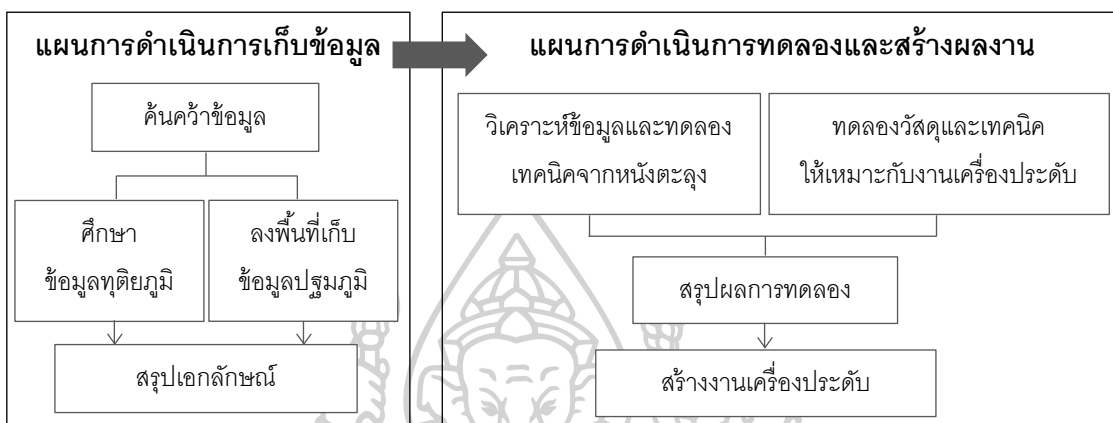 แผนการดำเนินการเก็บข้อมูล
ค้นคว้าข้อมูล
ศึกษา
ข้อมูลทุติยภูมิ
ลงพื้นที่เก็บ
ข้อมูลปฐมภูมิ
สรุปเอกลักษณ์
แผนการดำเนินการทดลองและสร้างผลงาน
วิเคราะห์ข้อมูลและทดลอง
เทคนิคจากหนังตะลุง
ทดลองวัสดุและเทคนิค
ให้เหมาะกับงานเครื่องประดับ
สรุปผลการทดลอง
สร้างงานเครื่องประดับ